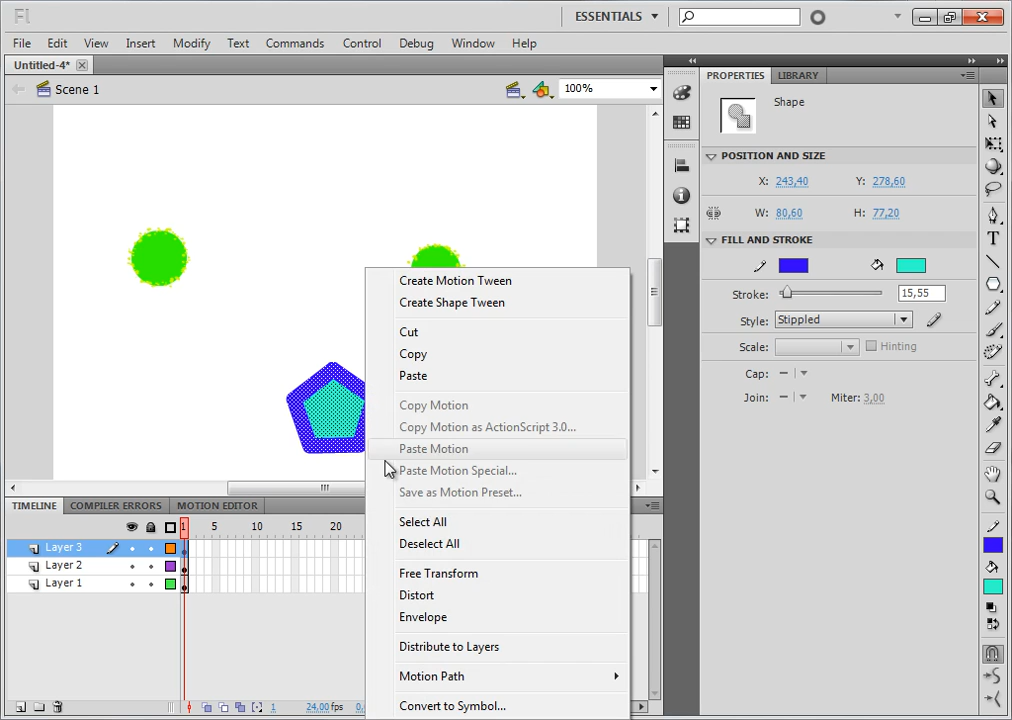 Fl
ESSENTIALS
File Edit View Insert Modify Text Commands Control Debug Window Help
Untitled-4*
Scene 1
100%
PROPERTIES LIBRARY
Shape
POSITION AND SIZE
X: 243,40 Y: 278,60
W: 80,60 H: 77,20
FILL AND STROKE
Stroke: 15,55
Style: Stippled
Scale: Hinting
Cap:
Join: Miter: 3,00
Create Motion Tween
Create Shape Tween
Cut
Copy
Paste
Copy Motion
Copy Motion as ActionScript 3.0...
Paste Motion
Paste Motion Special...
Save as Motion Preset...
Select All
Deselect All
Free Transform
Distort
Envelope
Distribute to Layers
Motion Path
Convert to Symbol...
TIMELINE COMPILER ERRORS MOTION EDITOR
1 5 10 15 20
Layer 3
Layer 2
Layer 1
1 24.00 fps